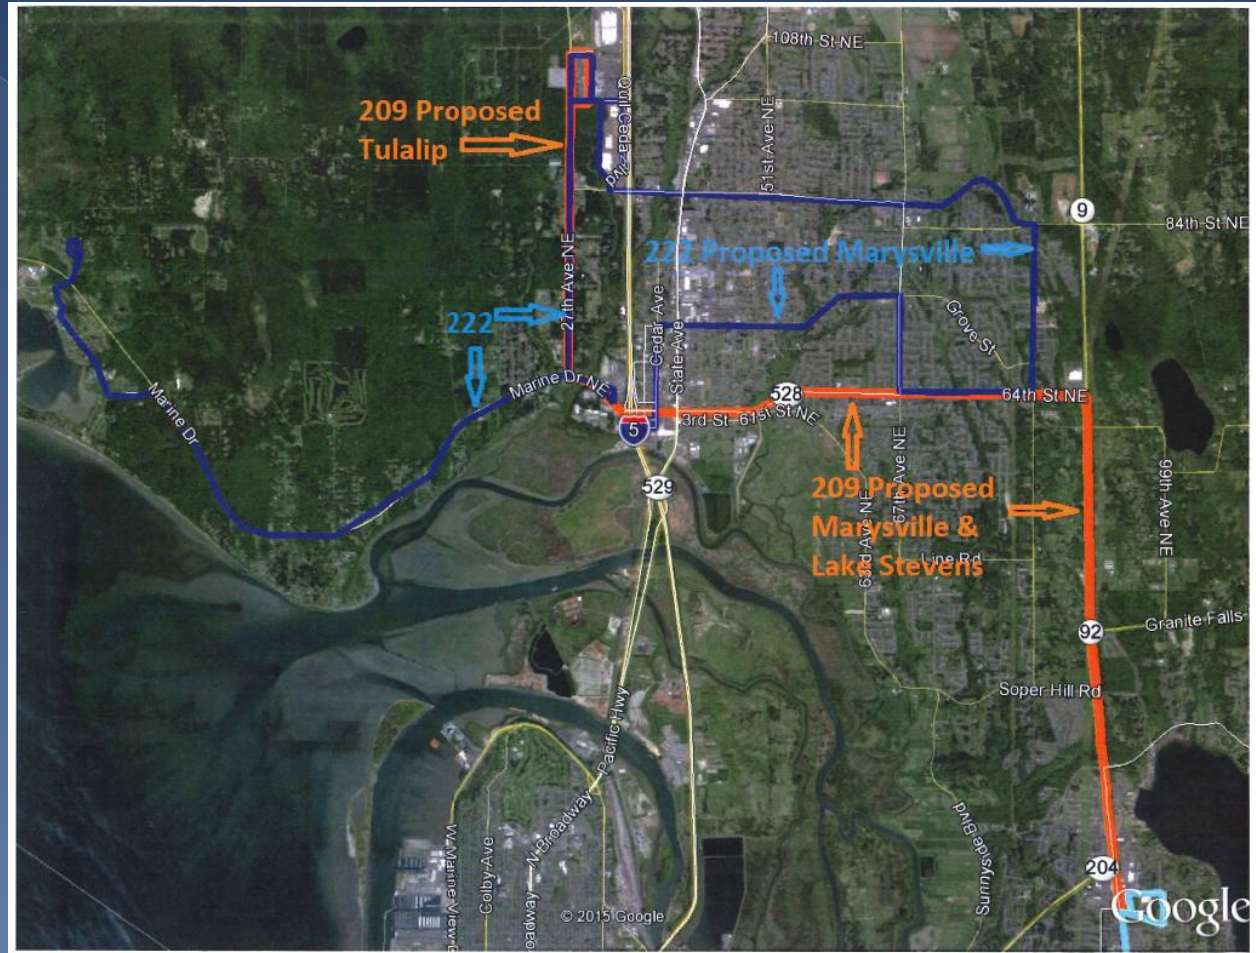 108th St NE
209 Proposed
Tulalip
Quil Ceda Blvd
51st Ave NE
9
84th St NE
222 Proposed Marysville
27th Ave NE
222
Cedar Ave
State Ave
Grove St
Marine Dr NE
528
64th St NE
Marine Dr
3rd St
61st St NE
5
529
209 Proposed
Marysville &
Lake Stevens
67th Ave NE
63rd Ave NE
99th Ave NE
Line Rd
92
Granite Falls
Soper Hill Rd
Pacific Hwy
N Broadway
W Marine View
Colby Ave
oadway
Sunnyside Blvd
204
© 2015 Google
Google